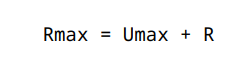 Rmax = Umax + R